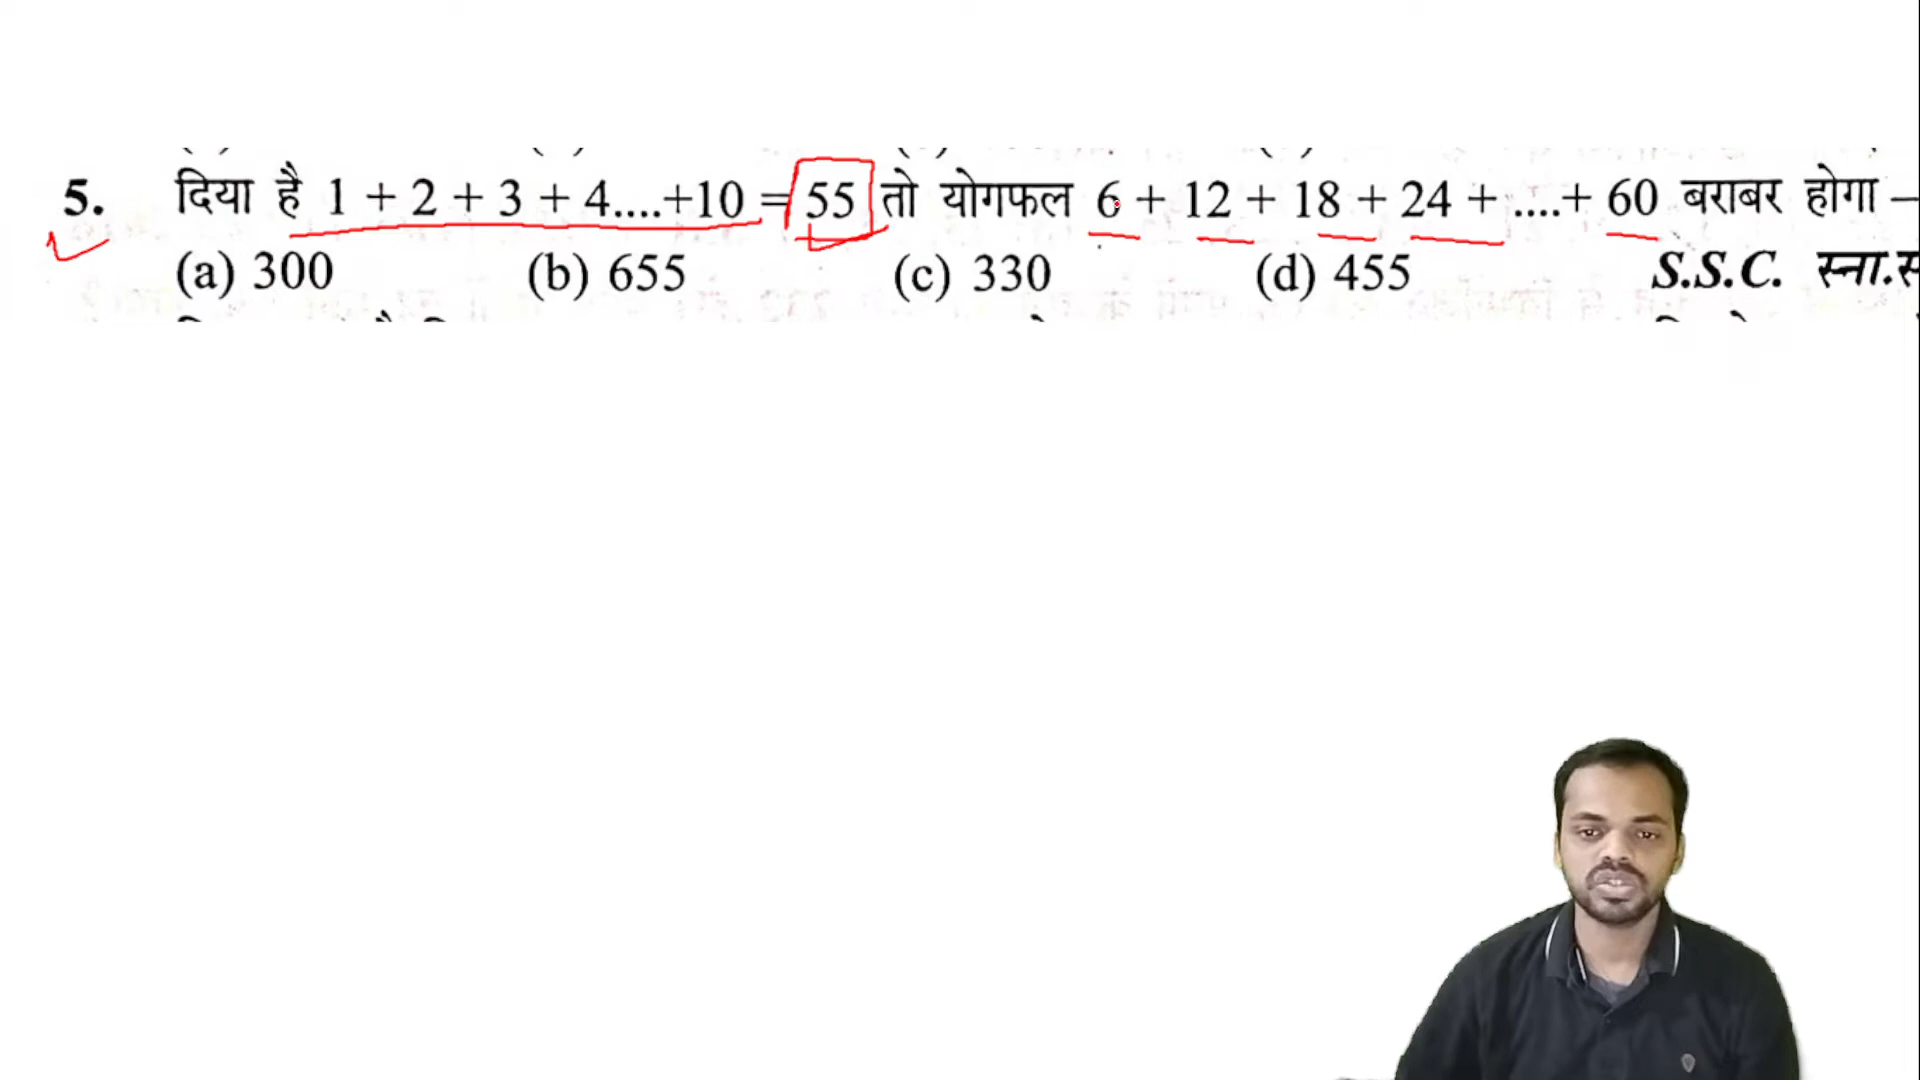 5. दिया है 1 + 2 + 3 + 4....+10 = 55 तो योगफल 6 + 12 + 18 + 24 + ....+ 60 बराबर होगा –
(a) 300 (b) 655 (c) 330 (d) 455 S.S.C. स्ना.स